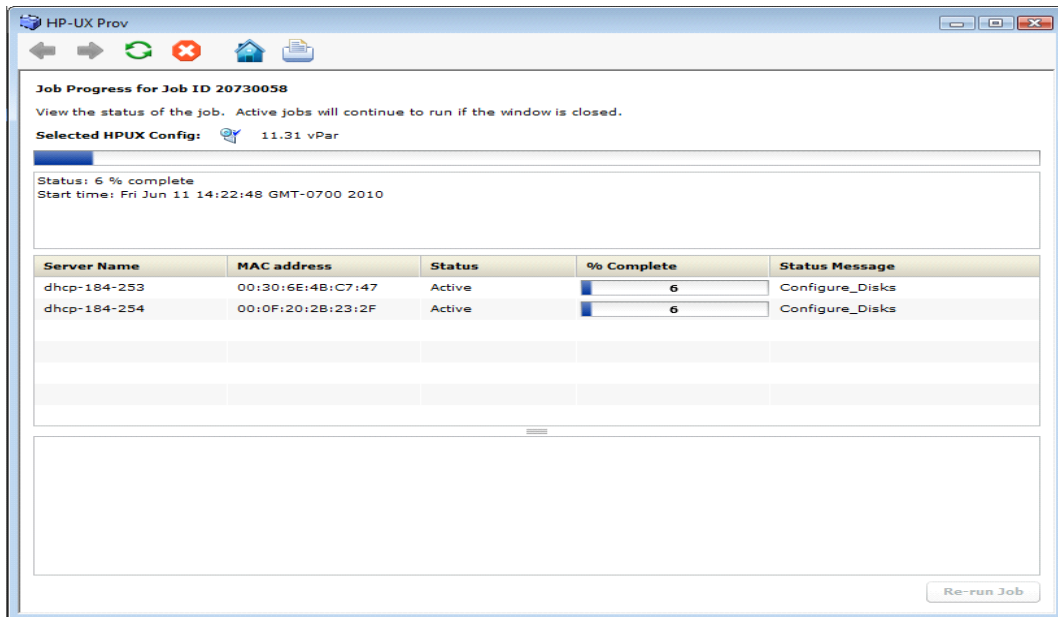 HP-UX Prov
Job Progress for Job ID 20730058
View the status of the job. Active jobs will continue to run if the window is closed.
Selected HPUX Config: 11.31 vPar
Status: 6 % complete
Start time: Fri Jun 11 14:22:48 GMT-0700 2010
Server Name MAC address Status % Complete Status Message
dhcp-184-253 00:30:6E:4B:C7:47 Active 6 Configure_Disks
dhcp-184-254 00:0F:20:2B:23:2F Active 6 Configure_Disks
Re-run Job